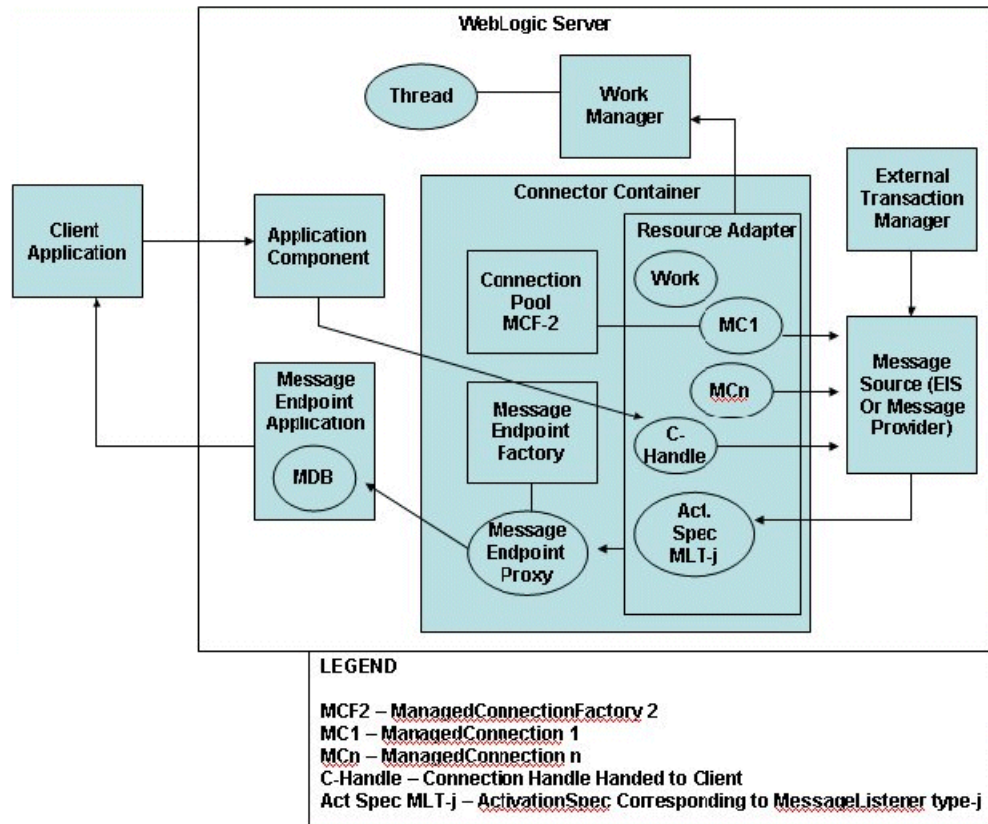 WebLogic Server
Thread
Work
Manager
Connector Container
External
Transaction
Manager
Client
Application
Application
Component
Resource Adapter
Connection
Pool
MCF-2
Work
MC1
Message
Source (EIS
Or Message
Provider)
MCn
Message
Endpoint
Application
MDB
Message
Endpoint
Factory
C-
Handle
Message
Endpoint
Proxy
Act.
Spec
MLT-j
LEGEND
MCF2 – ManagedConnectionFactory 2
MC1 – ManagedConnection 1
MCn – ManagedConnection n
C-Handle – Connection Handle Handed to Client
Act Spec MLT-j – ActivationSpec Corresponding to MessageListener type-j